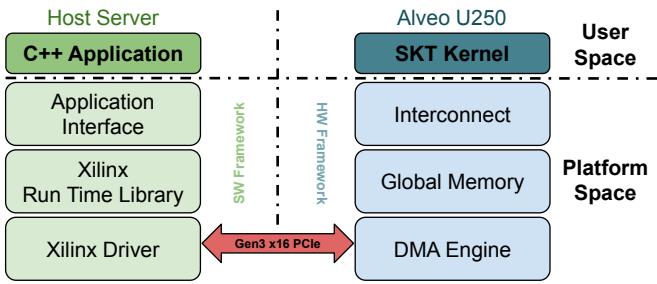 Host Server
Alveo U250
C++ Application
SKT Kernel
User
Space
Application
Interface
Interconnect
SW Framework
HW Framework
Xilinx
Run Time Library
Global Memory
Platform
Space
Xilinx Driver
Gen3 x16 PCIe
DMA Engine